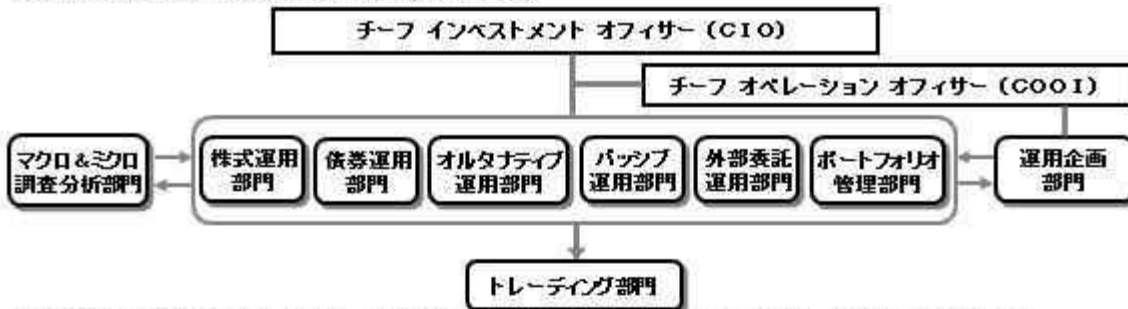 チーフ インベストメント オフィサー (CIO)
チーフ オペレーション オフィサー (COOI)
マクロ&ミクロ
調査分析部門
株式運用
部門
債券運用
部門
オルタナティブ
運用部門
パッシブ
運用部門
外部委託
運用部門
ポートフォリオ
管理部門
運用企画
部門
トレーディング部門